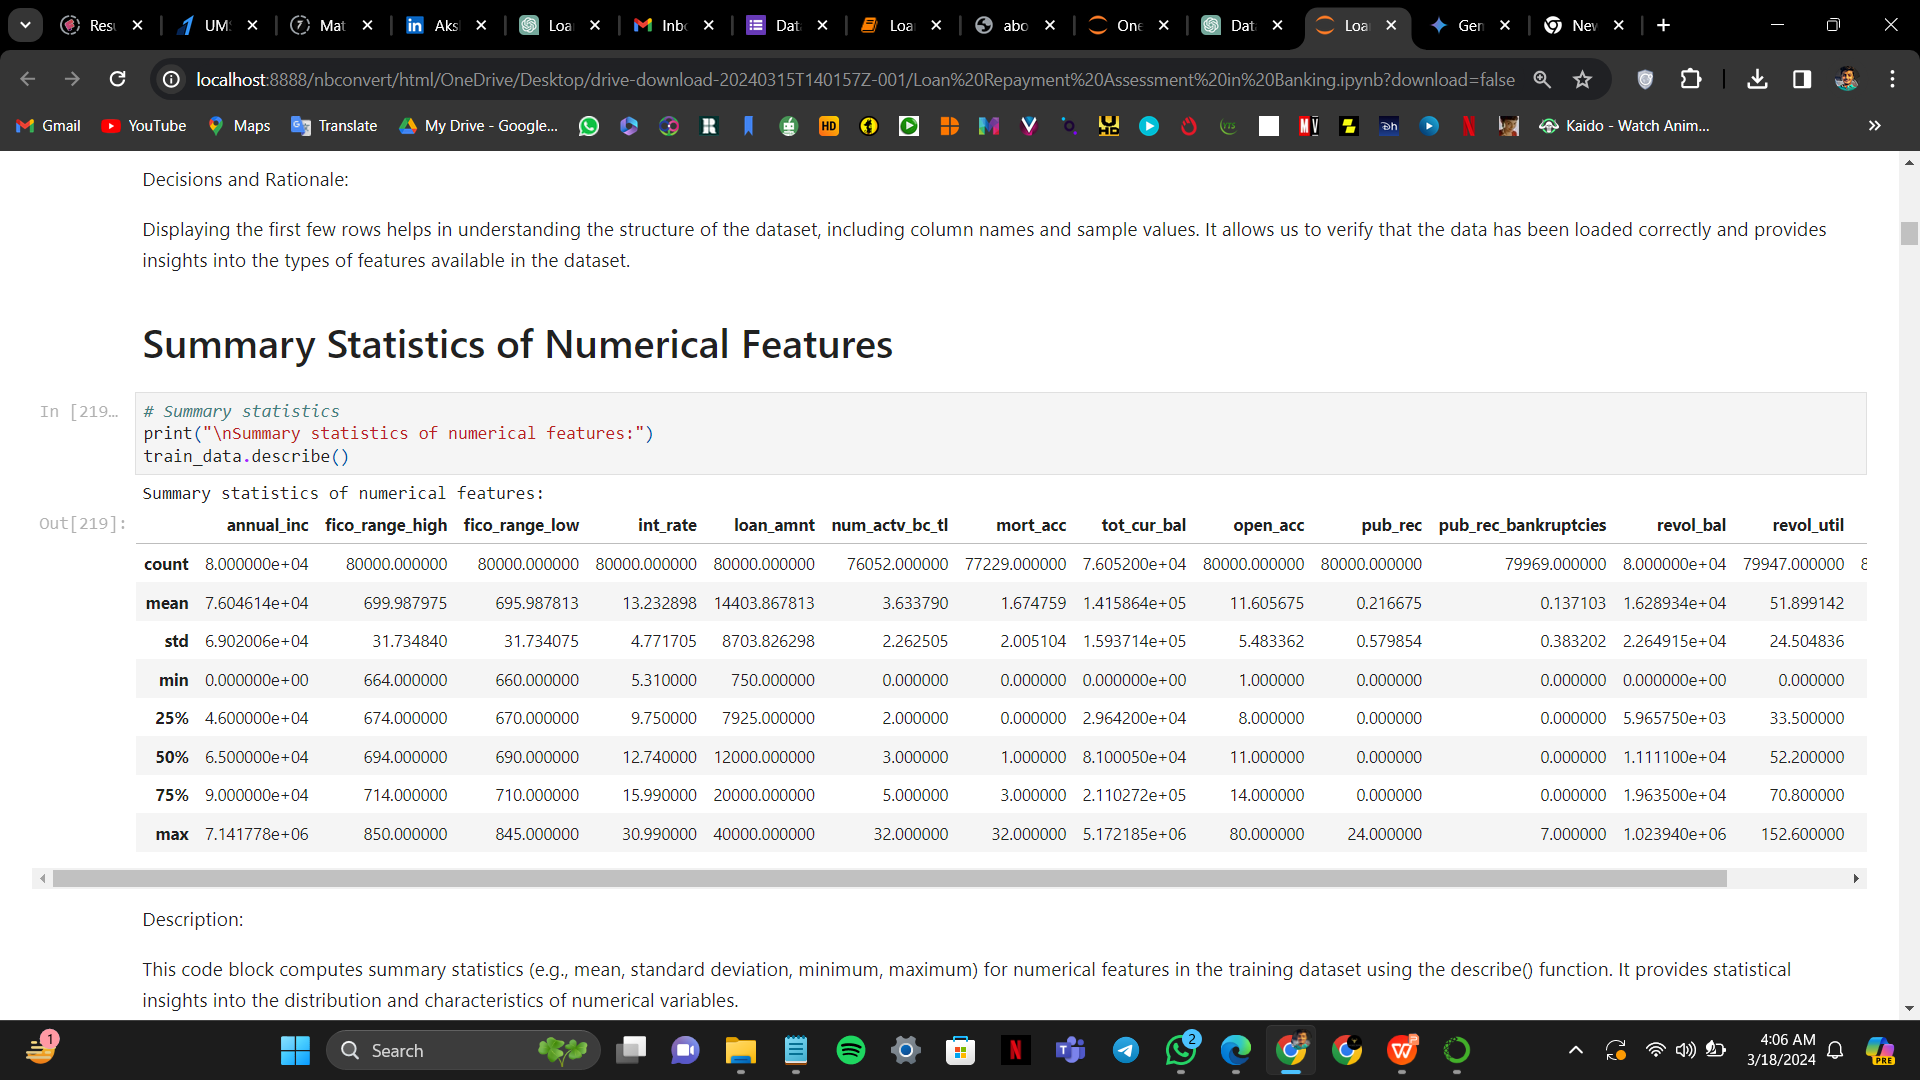 Res
UM
Mat
Aks
Loa
Inbo
Dat
Loa
abo
One
Dat
Loa
Gen
New
localhost:8888/nbconvert/html/OneDrive/Desktop/drive-download-20240315T140157Z-001/Loan%20Repayment%20Assessment%20in%20Banking.ipynb?download=false
Gmail YouTube Maps Translate My Drive - Google... Kaido - Watch Anim...
Decisions and Rationale:
Displaying the first few rows helps in understanding the structure of the dataset, including column names and sample values. It allows us to verify that the data has been loaded correctly and provides
insights into the types of features available in the dataset.
Summary Statistics of Numerical Features
In [219...
# Summary statistics
print("\nSummary statistics of numerical features:")
train_data.describe()
Summary statistics of numerical features:
Out[219]:
annual_inc fico_range_high fico_range_low int_rate loan_amnt num_actv_bc_tl mort_acc tot_cur_bal open_acc pub_rec pub_rec_bankruptcies revol_bal revol_util
count 8.000000e+04 80000.000000 80000.000000 80000.000000 80000.000000 76052.000000 77229.000000 7.605200e+04 80000.000000 80000.000000 79969.000000 8.000000e+04 79947.000000 8
mean 7.604614e+04 699.987975 695.987813 13.232898 14403.867813 3.633790 1.674759 1.415864e+05 11.605675 0.216675 0.137103 1.628934e+04 51.899142
std 6.902006e+04 31.734840 31.734075 4.771705 8703.826298 2.262505 2.005104 1.593714e+05 5.483362 0.579854 0.383202 2.264915e+04 24.504836
min 0.000000e+00 664.000000 660.000000 5.310000 750.000000 0.000000 0.000000 0.000000e+00 1.000000 0.000000 0.000000 0.000000e+00 0.000000
25% 4.600000e+04 674.000000 670.000000 9.750000 7925.000000 2.000000 0.000000 2.964200e+04 8.000000 0.000000 0.000000 5.965750e+03 33.500000
50% 6.500000e+04 694.000000 690.000000 12.740000 12000.000000 3.000000 1.000000 8.100050e+04 11.000000 0.000000 0.000000 1.111100e+04 52.200000
75% 9.000000e+04 714.000000 710.000000 15.990000 20000.000000 5.000000 3.000000 2.110272e+05 14.000000 0.000000 0.000000 1.963500e+04 70.800000
max 7.141778e+06 850.000000 845.000000 30.990000 40000.000000 32.000000 32.000000 5.172185e+06 80.000000 24.000000 7.000000 1.023940e+06 152.600000
Description:
This code block computes summary statistics (e.g., mean, standard deviation, minimum, maximum) for numerical features in the training dataset using the describe() function. It provides statistical
insights into the distribution and characteristics of numerical variables.
1
Search
2
4:06 AM
3/18/2024
PRE